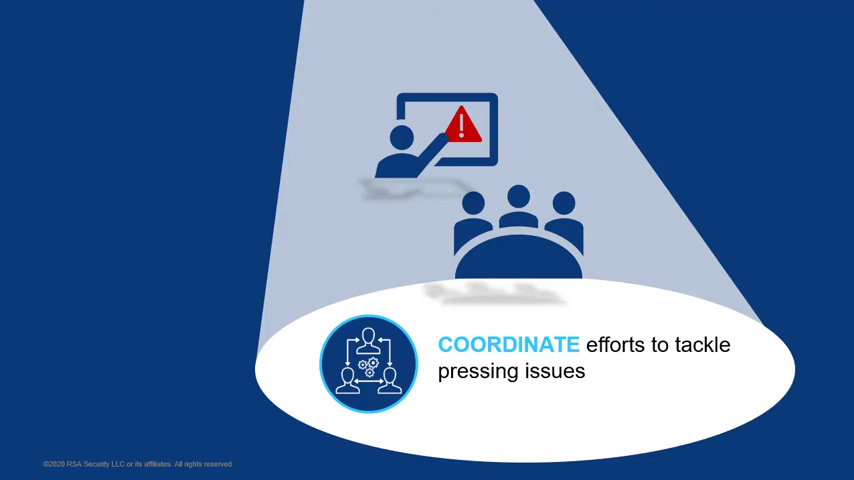 !
COORDINATE efforts to tackle
pressing issues
©2020 RSA Security LLC or its affiliates. All rights reserved.